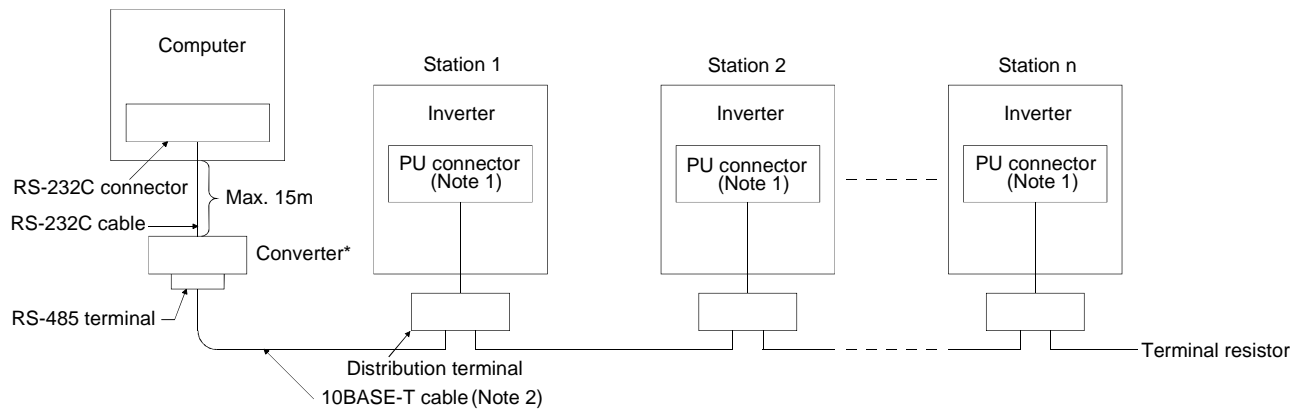 Computer
Station 1
Station 2
Station n
Inverter
Inverter
Inverter
PU connector
(Note 1)
PU connector
(Note 1)
PU connector
(Note 1)
RS-232C connector
Max. 15m
RS-232C cable
Converter*
RS-485 terminal
Distribution terminal
Terminal resistor
10BASE-T cable (Note 2)